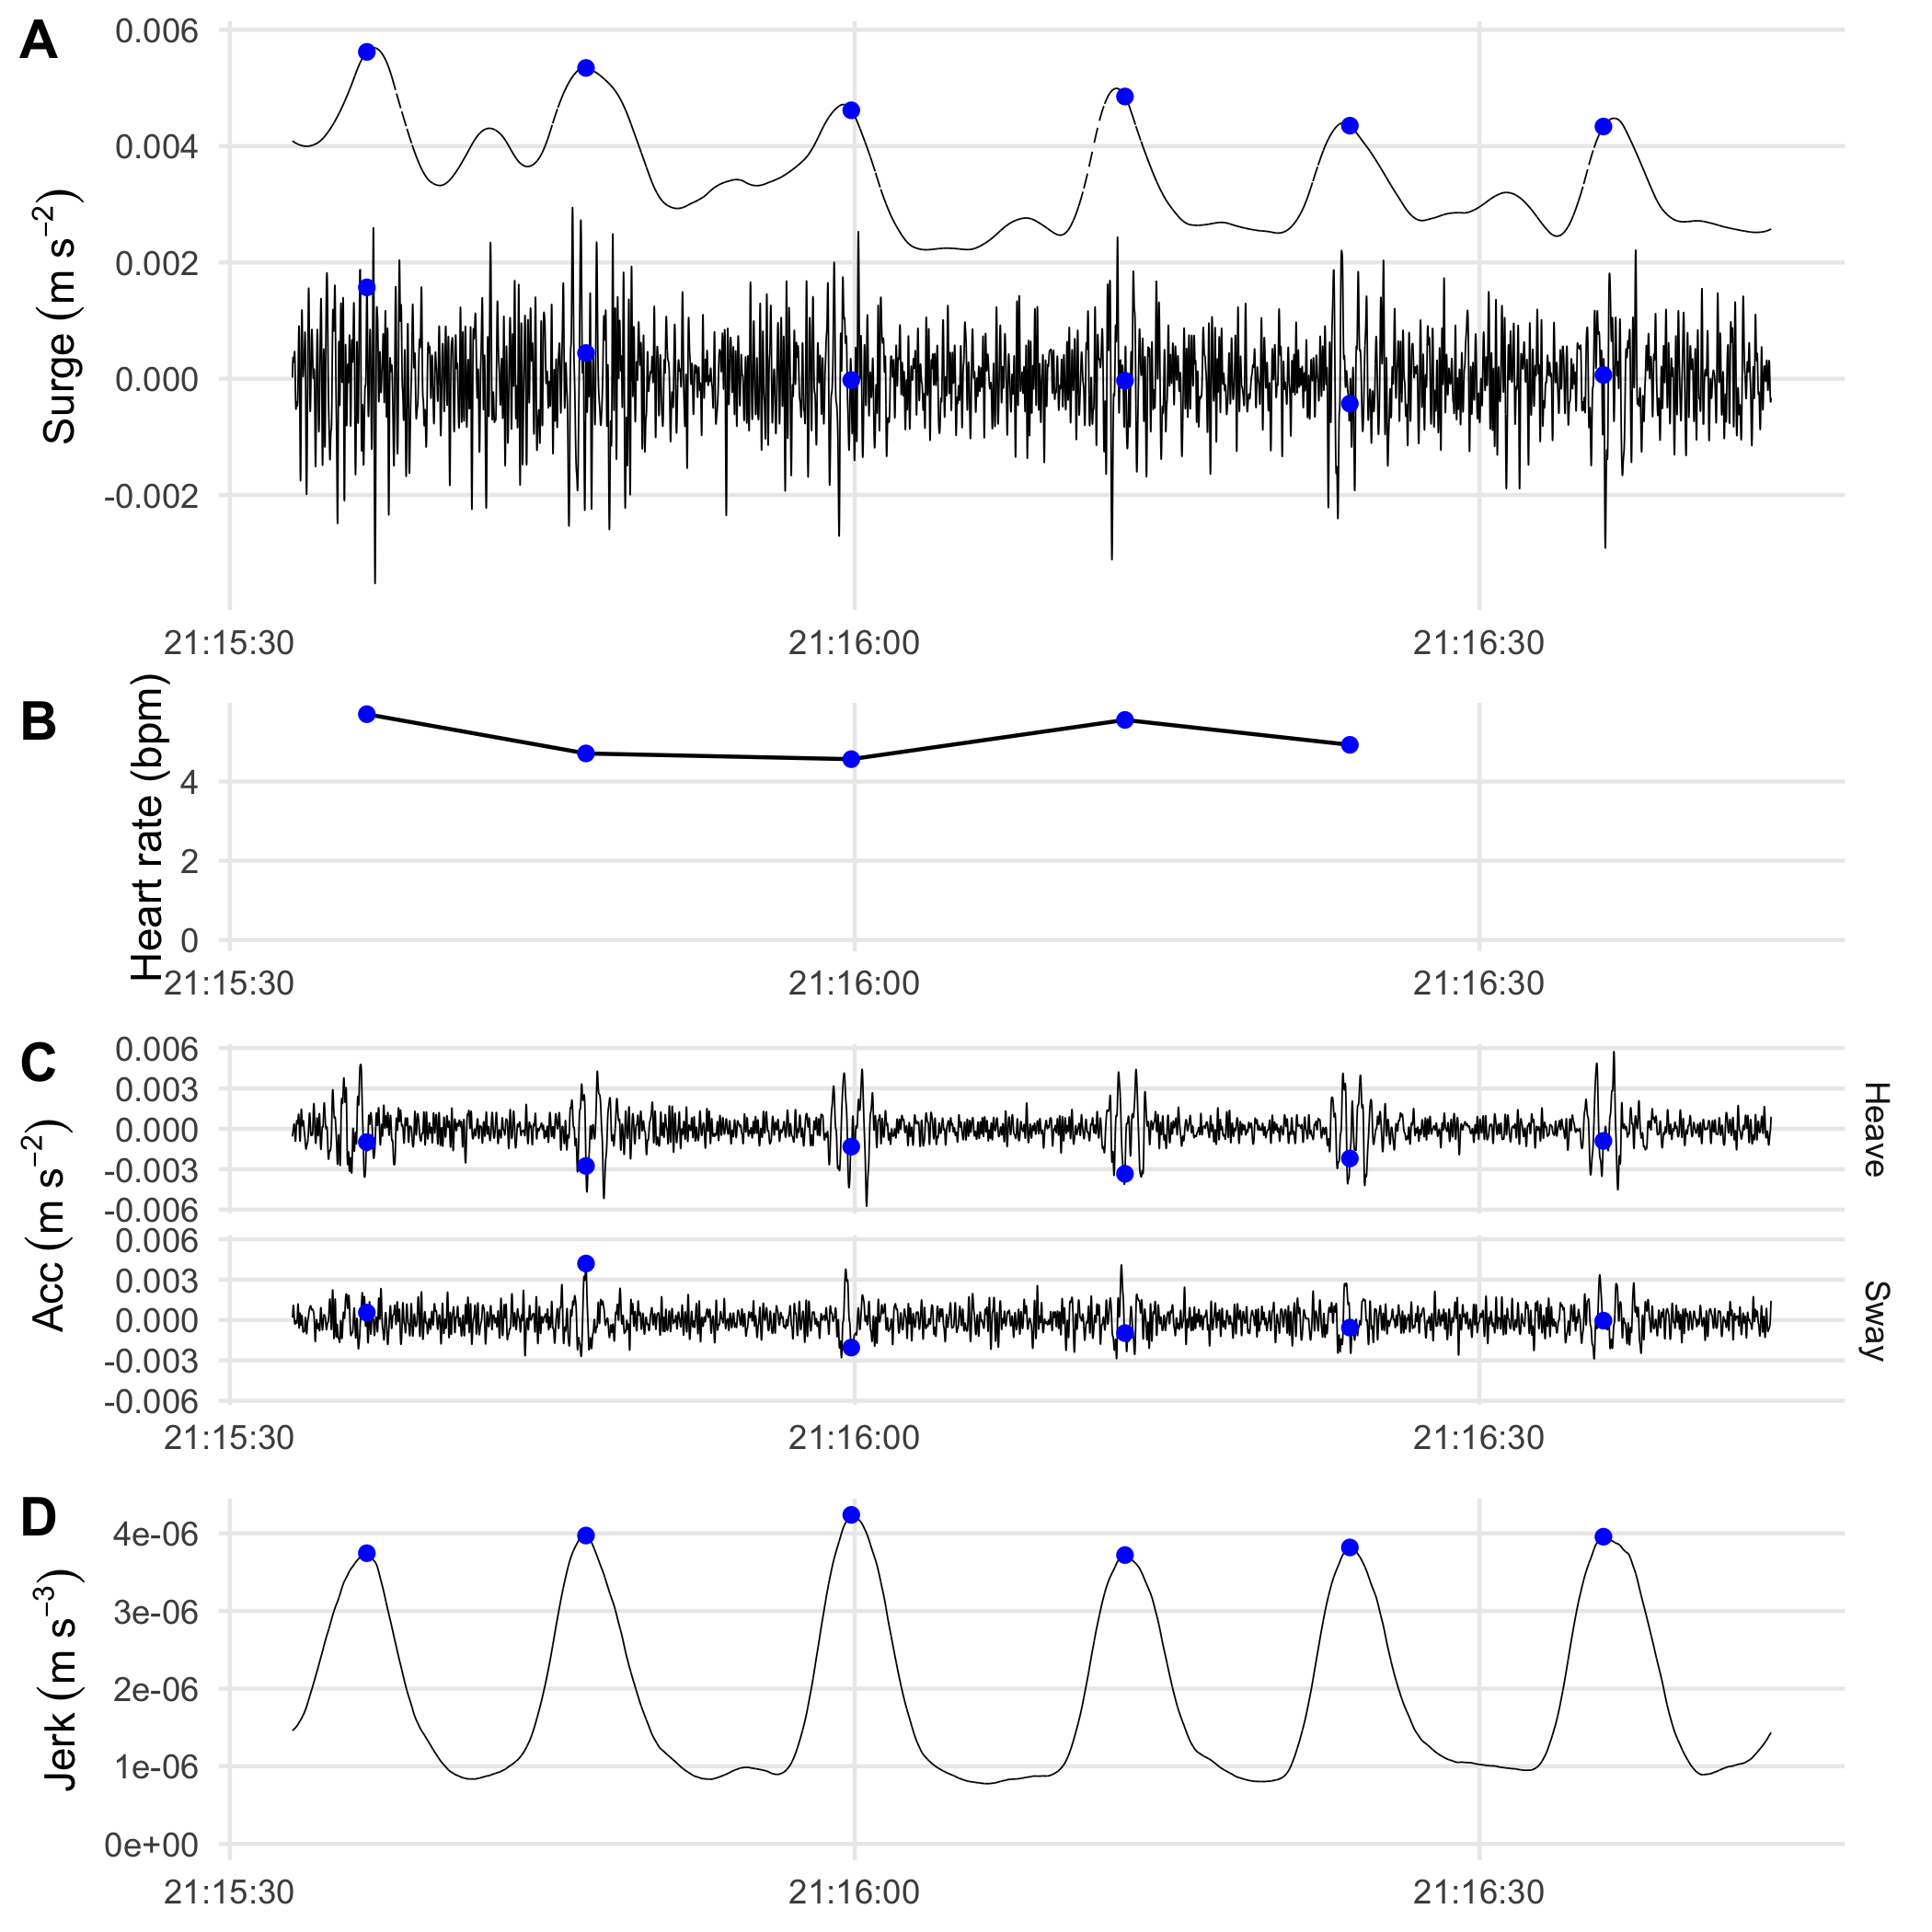 A
Surge (m s⁻²)
0.006
0.004
0.002
0.000
-0.002
21:15:30 21:16:00 21:16:30
B
Heart rate (bpm)
4
2
0
21:15:30 21:16:00 21:16:30
C
Acc (m s⁻²)
0.006
0.003
0.000
-0.003
-0.006
Heave
0.006
0.003
0.000
-0.003
-0.006
Sway
21:15:30 21:16:00 21:16:30
D
Jerk (m s⁻³)
4e-06
3e-06
2e-06
1e-06
0e+00
21:15:30 21:16:00 21:16:30